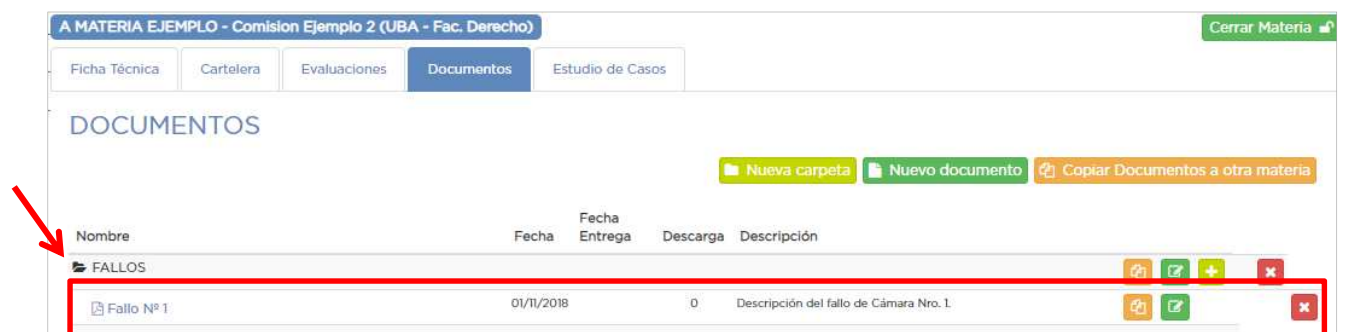 A MATERIA EJEMPLO - Comision Ejemplo 2 (UBA - Fac. Derecho)
Cerrar Materia
Ficha Técnica Cartelera Evaluaciones Documentos Estudio de Casos
DOCUMENTOS
Nueva carpeta Nuevo documento Copiar Documentos a otra materia
Nombre Fecha Fecha Entrega Descarga Descripción
FALLOS
Fallo Nº 1 01/11/2018 0 Descripción del fallo de Cámara Nro. 1.